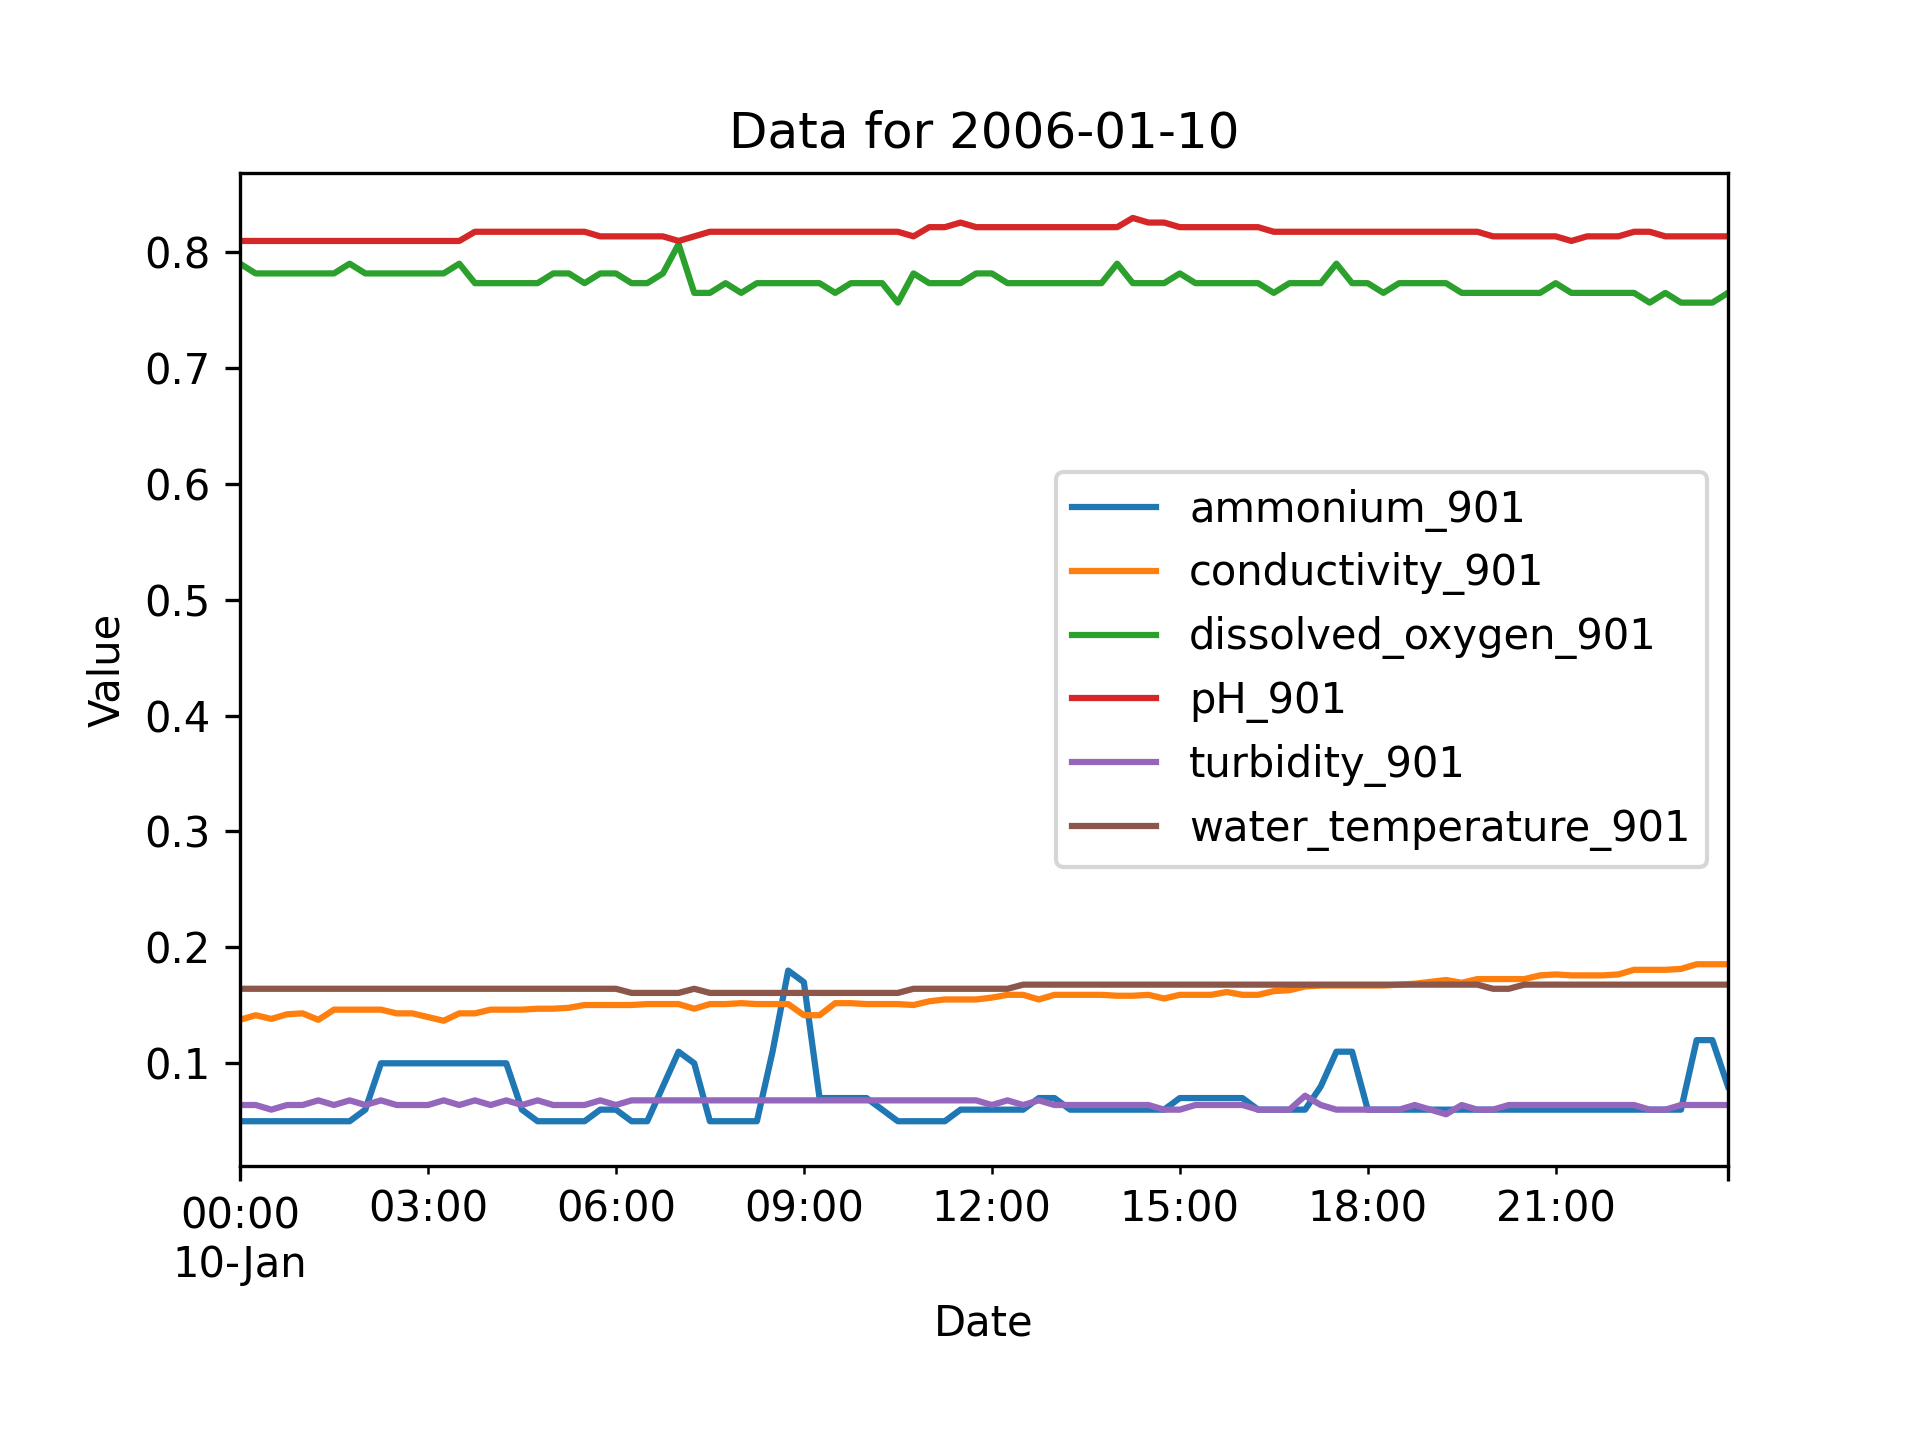 Data for 2006-01-10
Value
0.8
0.7
0.6
0.5
0.4
0.3
0.2
0.1
ammonium_901
conductivity_901
dissolved_oxygen_901
pH_901
turbidity_901
water_temperature_901
00:00 03:00 06:00 09:00 12:00 15:00 18:00 21:00
10-Jan
Date